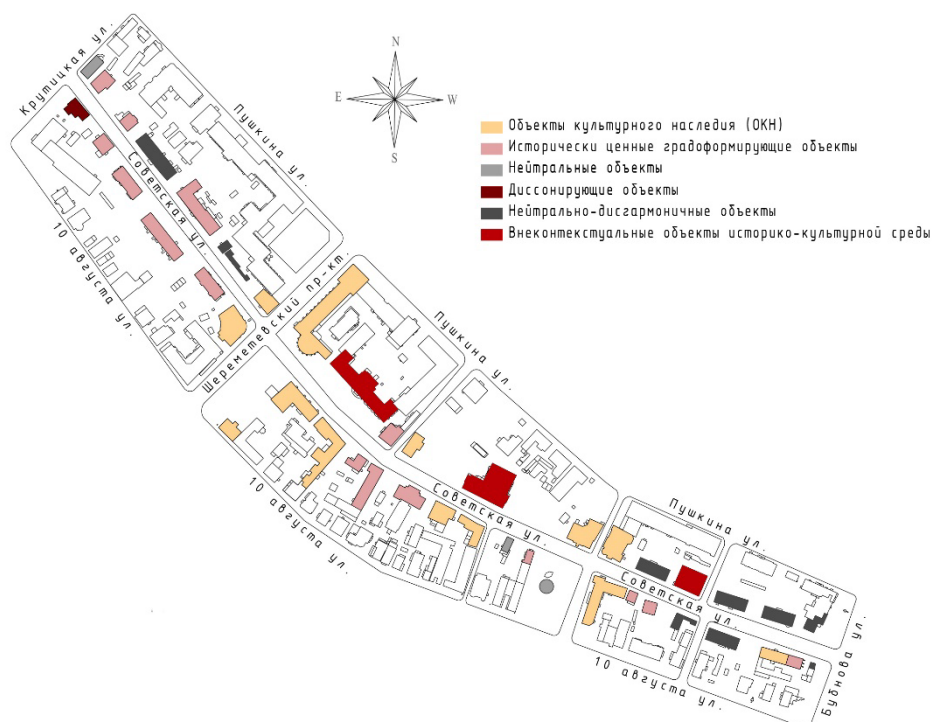 Крутицкая ул.
N
E
W
S
Пушкина ул.
Объекты культурного наследия (ОКН)
Исторически ценные градоформирующие объекты
Нейтральные объекты
Диссонирующие объекты
Нейтрально-дисгармоничные объекты
Внеконтекстуальные объекты историко-культурной среды
Советская ул.
10 августа ул.
Шереметевский пр-кт.
Пушкина ул.
Советская ул.
10 августа ул.
Пушкина ул.
Советская ул.
10 августа ул.
Бубнова ул.